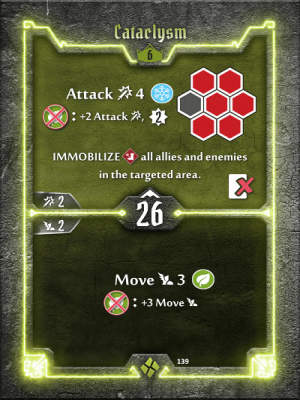 Cataclysm
6
Attack 4
: +2 Attack , 2
IMMOBILIZE all allies and enemies
in the targeted area.
2
26
2
Move 3
: +3 Move
139